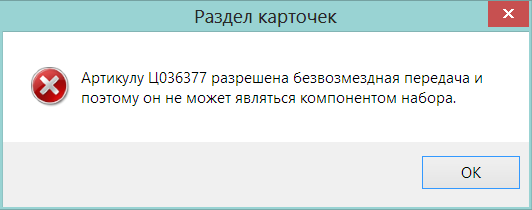 Раздел карточек
Артикулу Ц036377 разрешена безвозмездная передача и
поэтому он не может являться компонентом набора.
OK